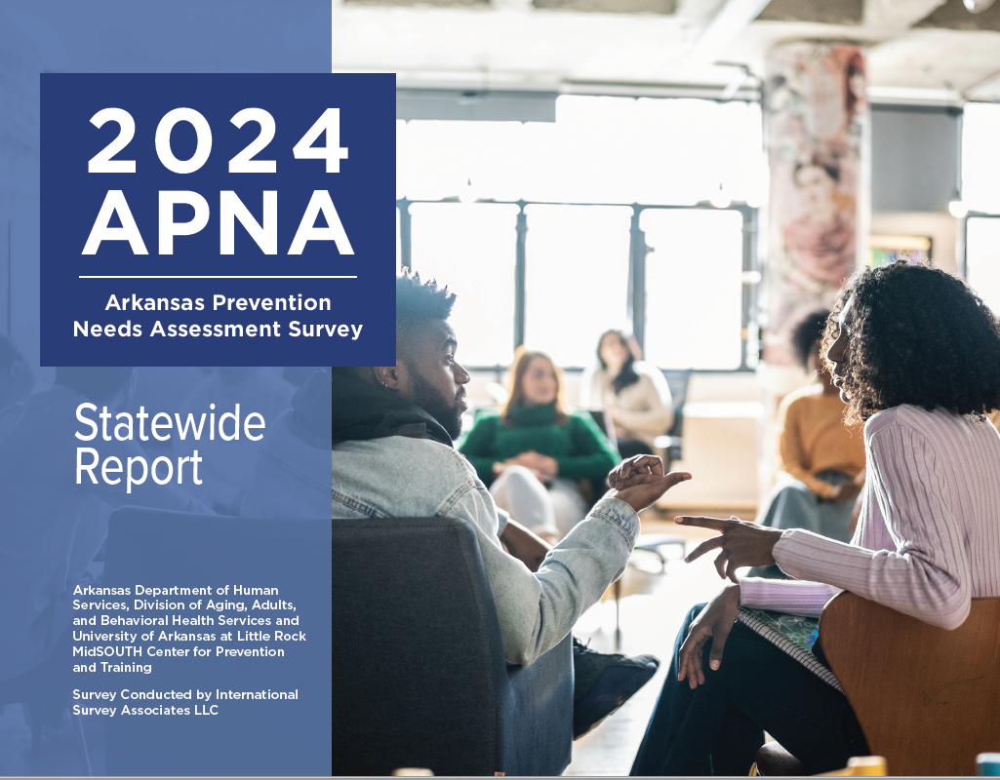 2024
APNA
Arkansas Prevention
Needs Assessment Survey
Statewide
Report
Arkansas Department of Human
Services, Division of Aging, Adults,
and Behavioral Health Services and
University of Arkansas at Little Rock
MidSOUTH Center for Prevention
and Training
Survey Conducted by International
Survey Associates LLC